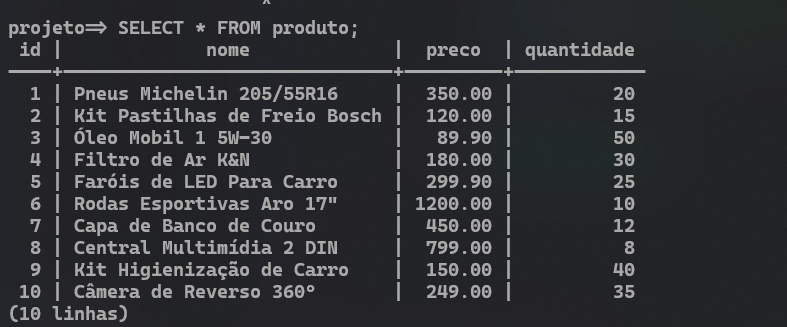 projeto=> SELECT * FROM produto;
 id |             nome             |  preco  | quantidade
----+------------------------------+---------+------------
  1 | Pneus Michelin 205/55R16     |  350.00 |         20
  2 | Kit Pastilhas de Freio Bosch |  120.00 |         15
  3 | Óleo Mobil 1 5W-30           |   89.90 |         50
  4 | Filtro de Ar K&N             |  180.00 |         30
  5 | Faróis de LED Para Carro     |  299.90 |         25
  6 | Rodas Esportivas Aro 17"     | 1200.00 |         10
  7 | Capa de Banco de Couro       |  450.00 |         12
  8 | Central Multimídia 2 DIN     |  799.00 |          8
  9 | Kit Higienização de Carro    |  150.00 |         40
 10 | Câmera de Reverso 360°       |  249.00 |         35
(10 linhas)